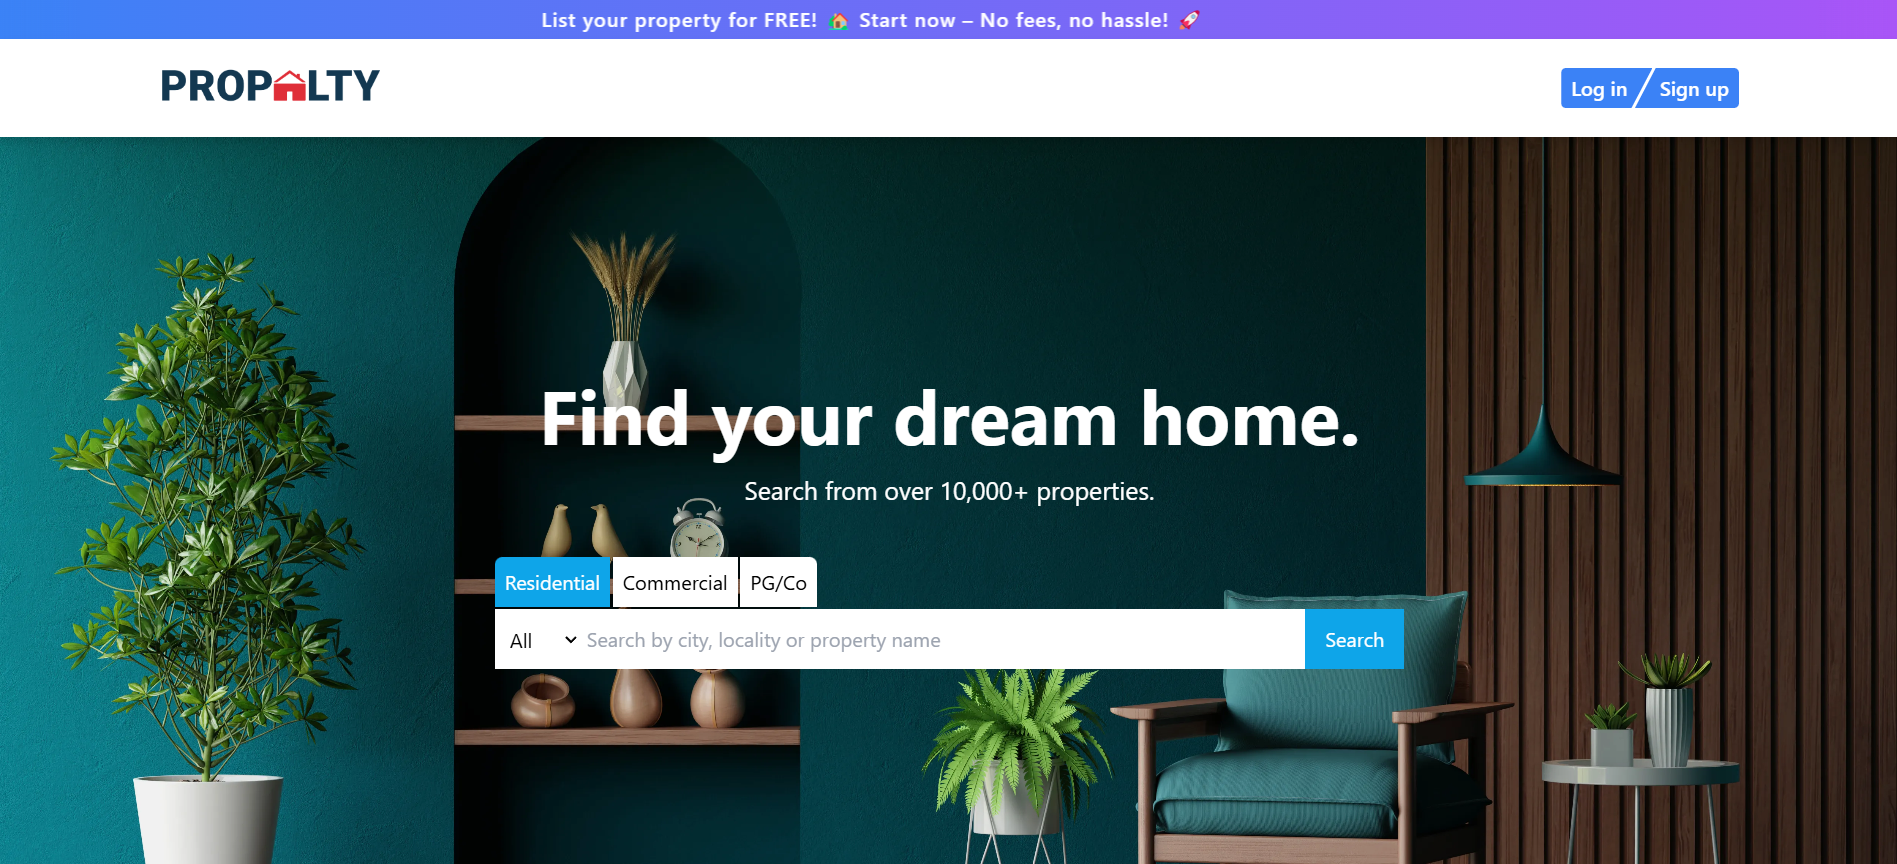 List your property for FREE! 🏡 Start now – No fees, no hassle! 🚀
PROPALTY
Log in / Sign up
Find your dream home.
Search from over 10,000+ properties.
Residential Commercial PG/Co
All Search by city, locality or property name Search